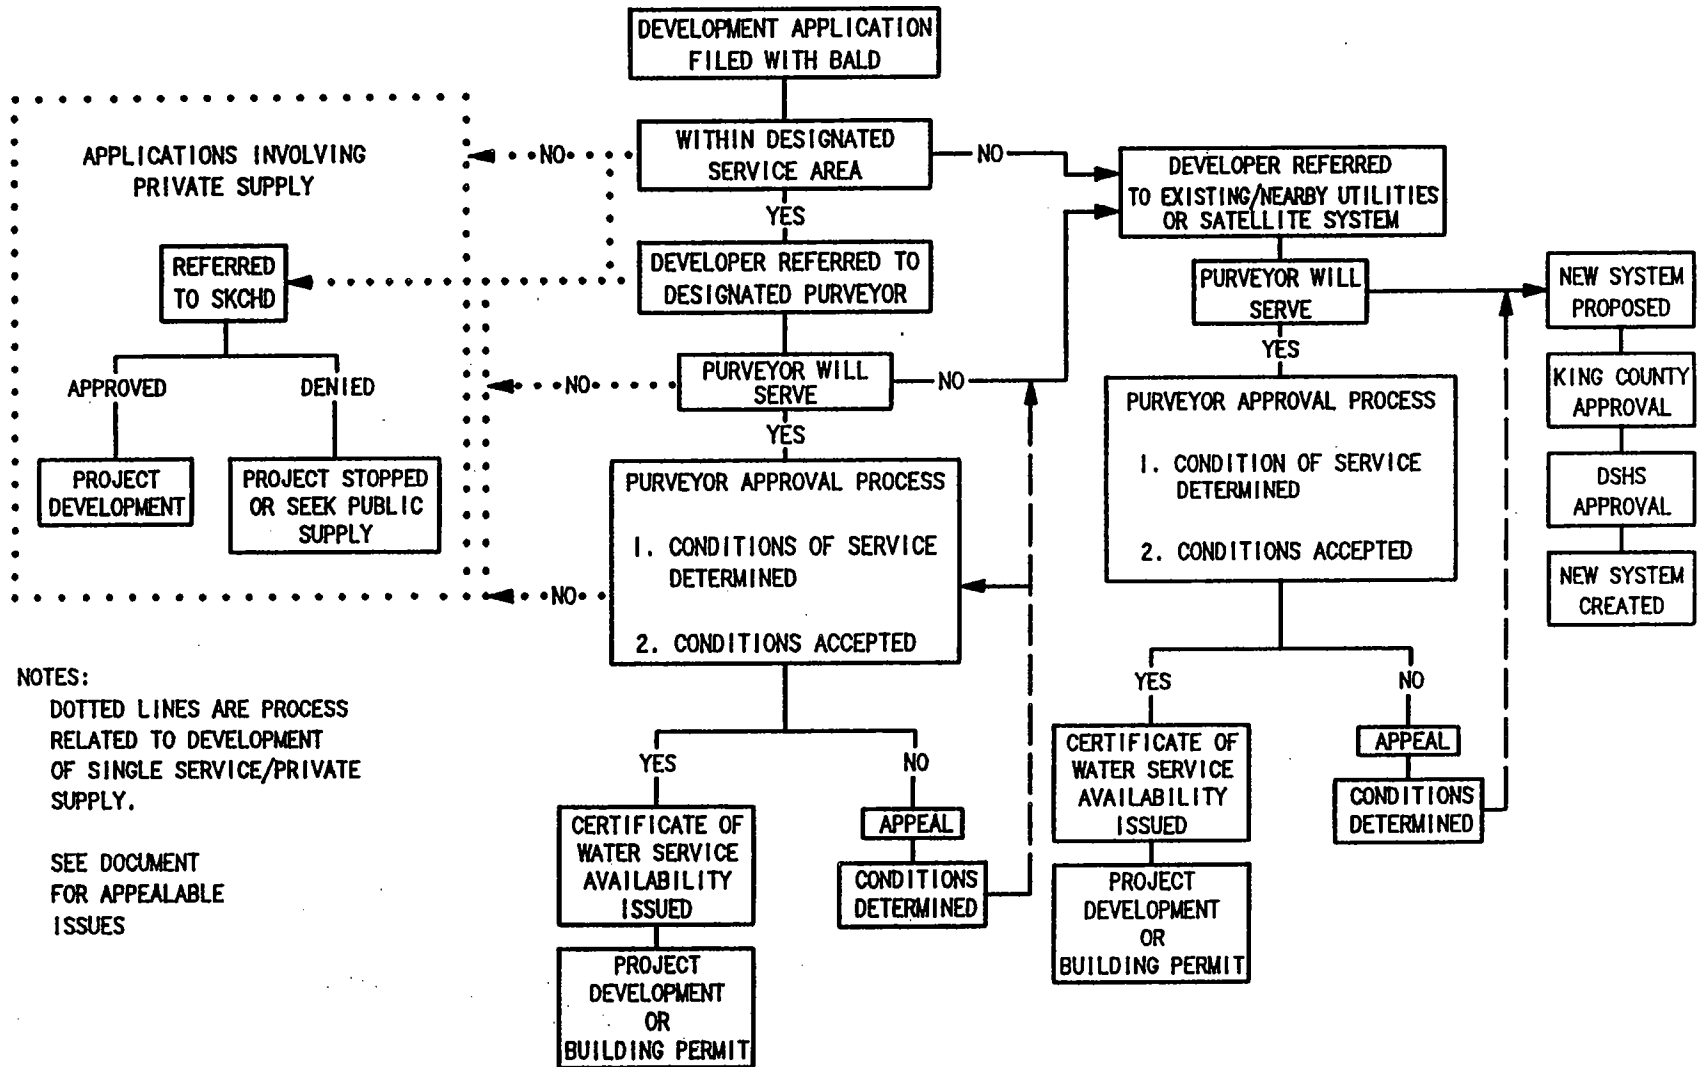 DEVELOPMENT APPLICATION
FILED WITH BALD
WITHIN DESIGNATED
SERVICE AREA
NO
NO
YES
DEVELOPER REFERRED TO
DESIGNATED PURVEYOR
PURVEYOR WILL
SERVE
NO
NO
YES
PURVEYOR APPROVAL PROCESS
1. CONDITIONS OF SERVICE
DETERMINED
2. CONDITIONS ACCEPTED
NO
YES
NO
CERTIFICATE OF
WATER SERVICE
AVAILABILITY
ISSUED
PROJECT
DEVELOPMENT
OR
BUILDING PERMIT
APPEAL
CONDITIONS
DETERMINED
APPLICATIONS INVOLVING
PRIVATE SUPPLY
REFERRED
TO SKCHD
APPROVED
DENIED
PROJECT
DEVELOPMENT
PROJECT STOPPED
OR SEEK PUBLIC
SUPPLY
DEVELOPER REFERRED
TO EXISTING/NEARBY UTILITIES
OR SATELLITE SYSTEM
PURVEYOR WILL
SERVE
YES
PURVEYOR APPROVAL PROCESS
1. CONDITION OF SERVICE
DETERMINED
2. CONDITIONS ACCEPTED
YES
NO
CERTIFICATE OF
WATER SERVICE
AVAILABILITY
ISSUED
PROJECT
DEVELOPMENT
OR
BUILDING PERMIT
APPEAL
CONDITIONS
DETERMINED
NEW SYSTEM
PROPOSED
KING COUNTY
APPROVAL
DSHS
APPROVAL
NEW SYSTEM
CREATED
NOTES:
DOTTED LINES ARE PROCESS
RELATED TO DEVELOPMENT
OF SINGLE SERVICE/PRIVATE
SUPPLY.
SEE DOCUMENT
FOR APPEALABLE
ISSUES